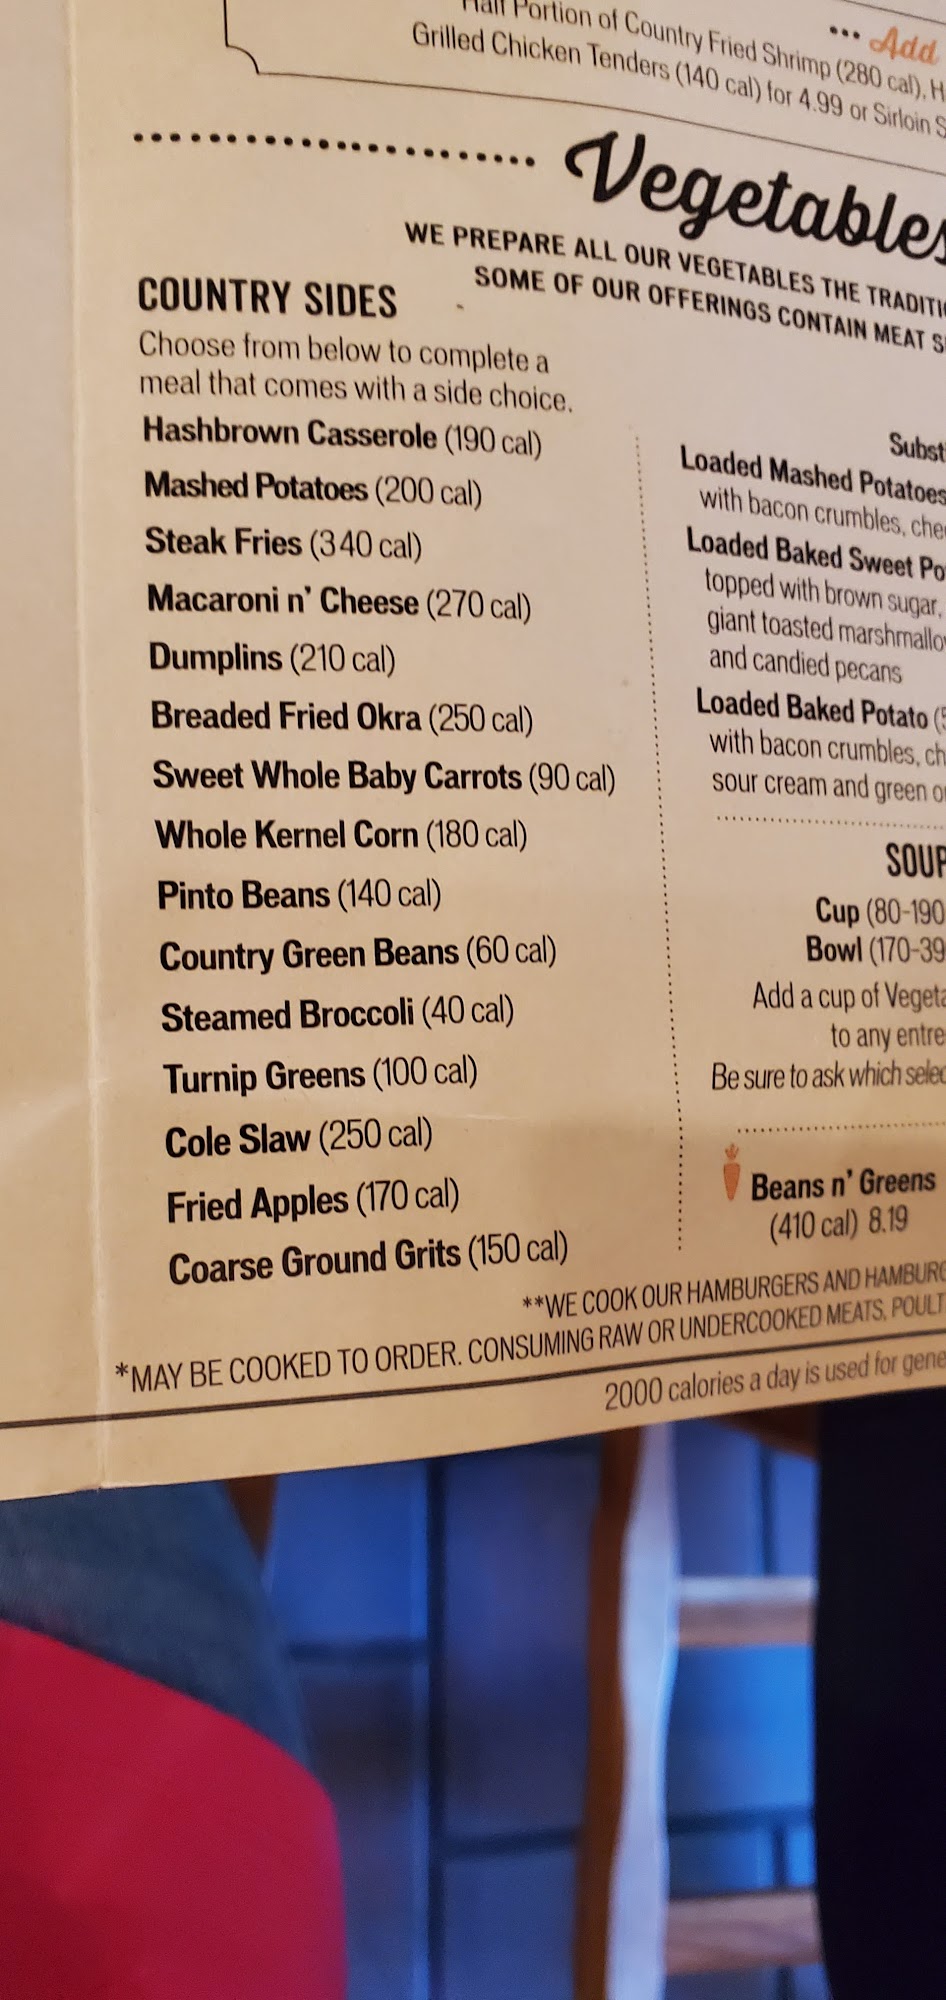 Half Portion of Country Fried Shrimp (280 cal),
••• Add
Grilled Chicken Tenders (140 cal) for 4.99 or Sirloin
Vegetables
WE PREPARE ALL OUR VEGETABLES THE
SOME OF OUR OFFERINGS CONTAIN MEAT
COUNTRY SIDES
Choose from below to complete a
meal that comes with a side choice.
Hashbrown Casserole (190 cal)
Mashed Potatoes (200 cal)
Steak Fries (340 cal)
Macaroni n' Cheese (270 cal)
Dumplins (210 cal)
Breaded Fried Okra (250 cal)
Sweet Whole Baby Carrots (90 cal)
Whole Kernel Corn (180 cal)
Pinto Beans (140 cal)
Country Green Beans (60 cal)
Steamed Broccoli (40 cal)
Turnip Greens (100 cal)
Cole Slaw (250 cal)
Fried Apples (170 cal)
Coarse Ground Grits (150 cal)
Loaded Mashed Potatoes
with bacon crumbles,
Loaded Baked Sweet
topped with brown sugar,
giant toasted
and candied pecans
Loaded Baked Potato
with bacon crumbles,
sour cream and green
SOUP
Cup (80-190
Bowl (170-39
Add a cup of
to any
Be sure to ask which
Beans n' Greens
(410 cal) 8.19
**WE COOK OUR HAMBURGERS AND
*MAY BE COOKED TO ORDER. CONSUMING RAW OR UNDERCOOKED MEATS,
2000 calories a day is used for